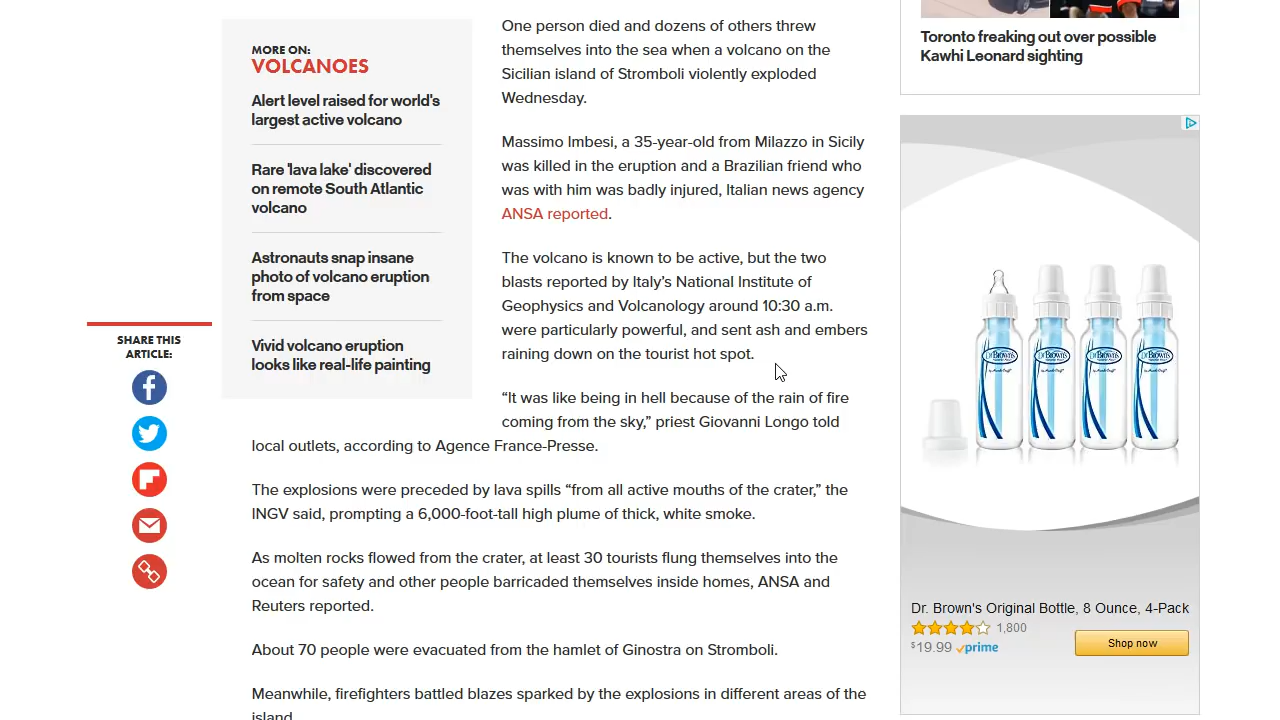 MORE ON:
VOLCANOES
Alert level raised for world's
largest active volcano
Rare 'lava lake' discovered
on remote South Atlantic
volcano
Astronauts snap insane
photo of volcano eruption
from space
Vivid volcano eruption
looks like real-life painting
SHARE THIS
ARTICLE:
One person died and dozens of others threw
themselves into the sea when a volcano on the
Sicilian island of Stromboli violently exploded
Wednesday.
Massimo Imbesi, a 35-year-old from Milazzo in Sicily
was killed in the eruption and a Brazilian friend who
was with him was badly injured, Italian news agency
ANSA reported.
The volcano is known to be active, but the two
blasts reported by Italy's National Institute of
Geophysics and Volcanology around 10:30 a.m.
were particularly powerful, and sent ash and embers
raining down on the tourist hot spot.
“It was like being in hell because of the rain of fire
coming from the sky,” priest Giovanni Longo told
local outlets, according to Agence France-Presse.
The explosions were preceded by lava spills “from all active mouths of the crater,” the
INGV said, prompting a 6,000-foot-tall high plume of thick, white smoke.
As molten rocks flowed from the crater, at least 30 tourists flung themselves into the
ocean for safety and other people barricaded themselves inside homes, ANSA and
Reuters reported.
About 70 people were evacuated from the hamlet of Ginostra on Stromboli.
Meanwhile, firefighters battled blazes sparked by the explosions in different areas of the
island.
Toronto freaking out over possible
Kawhi Leonard sighting
Dr Brown's Dr Brown's Dr Brown's Dr Brown's
Dr. Brown's Original Bottle, 8 Ounce, 4-Pack
1,800
$19.99 prime
Shop now